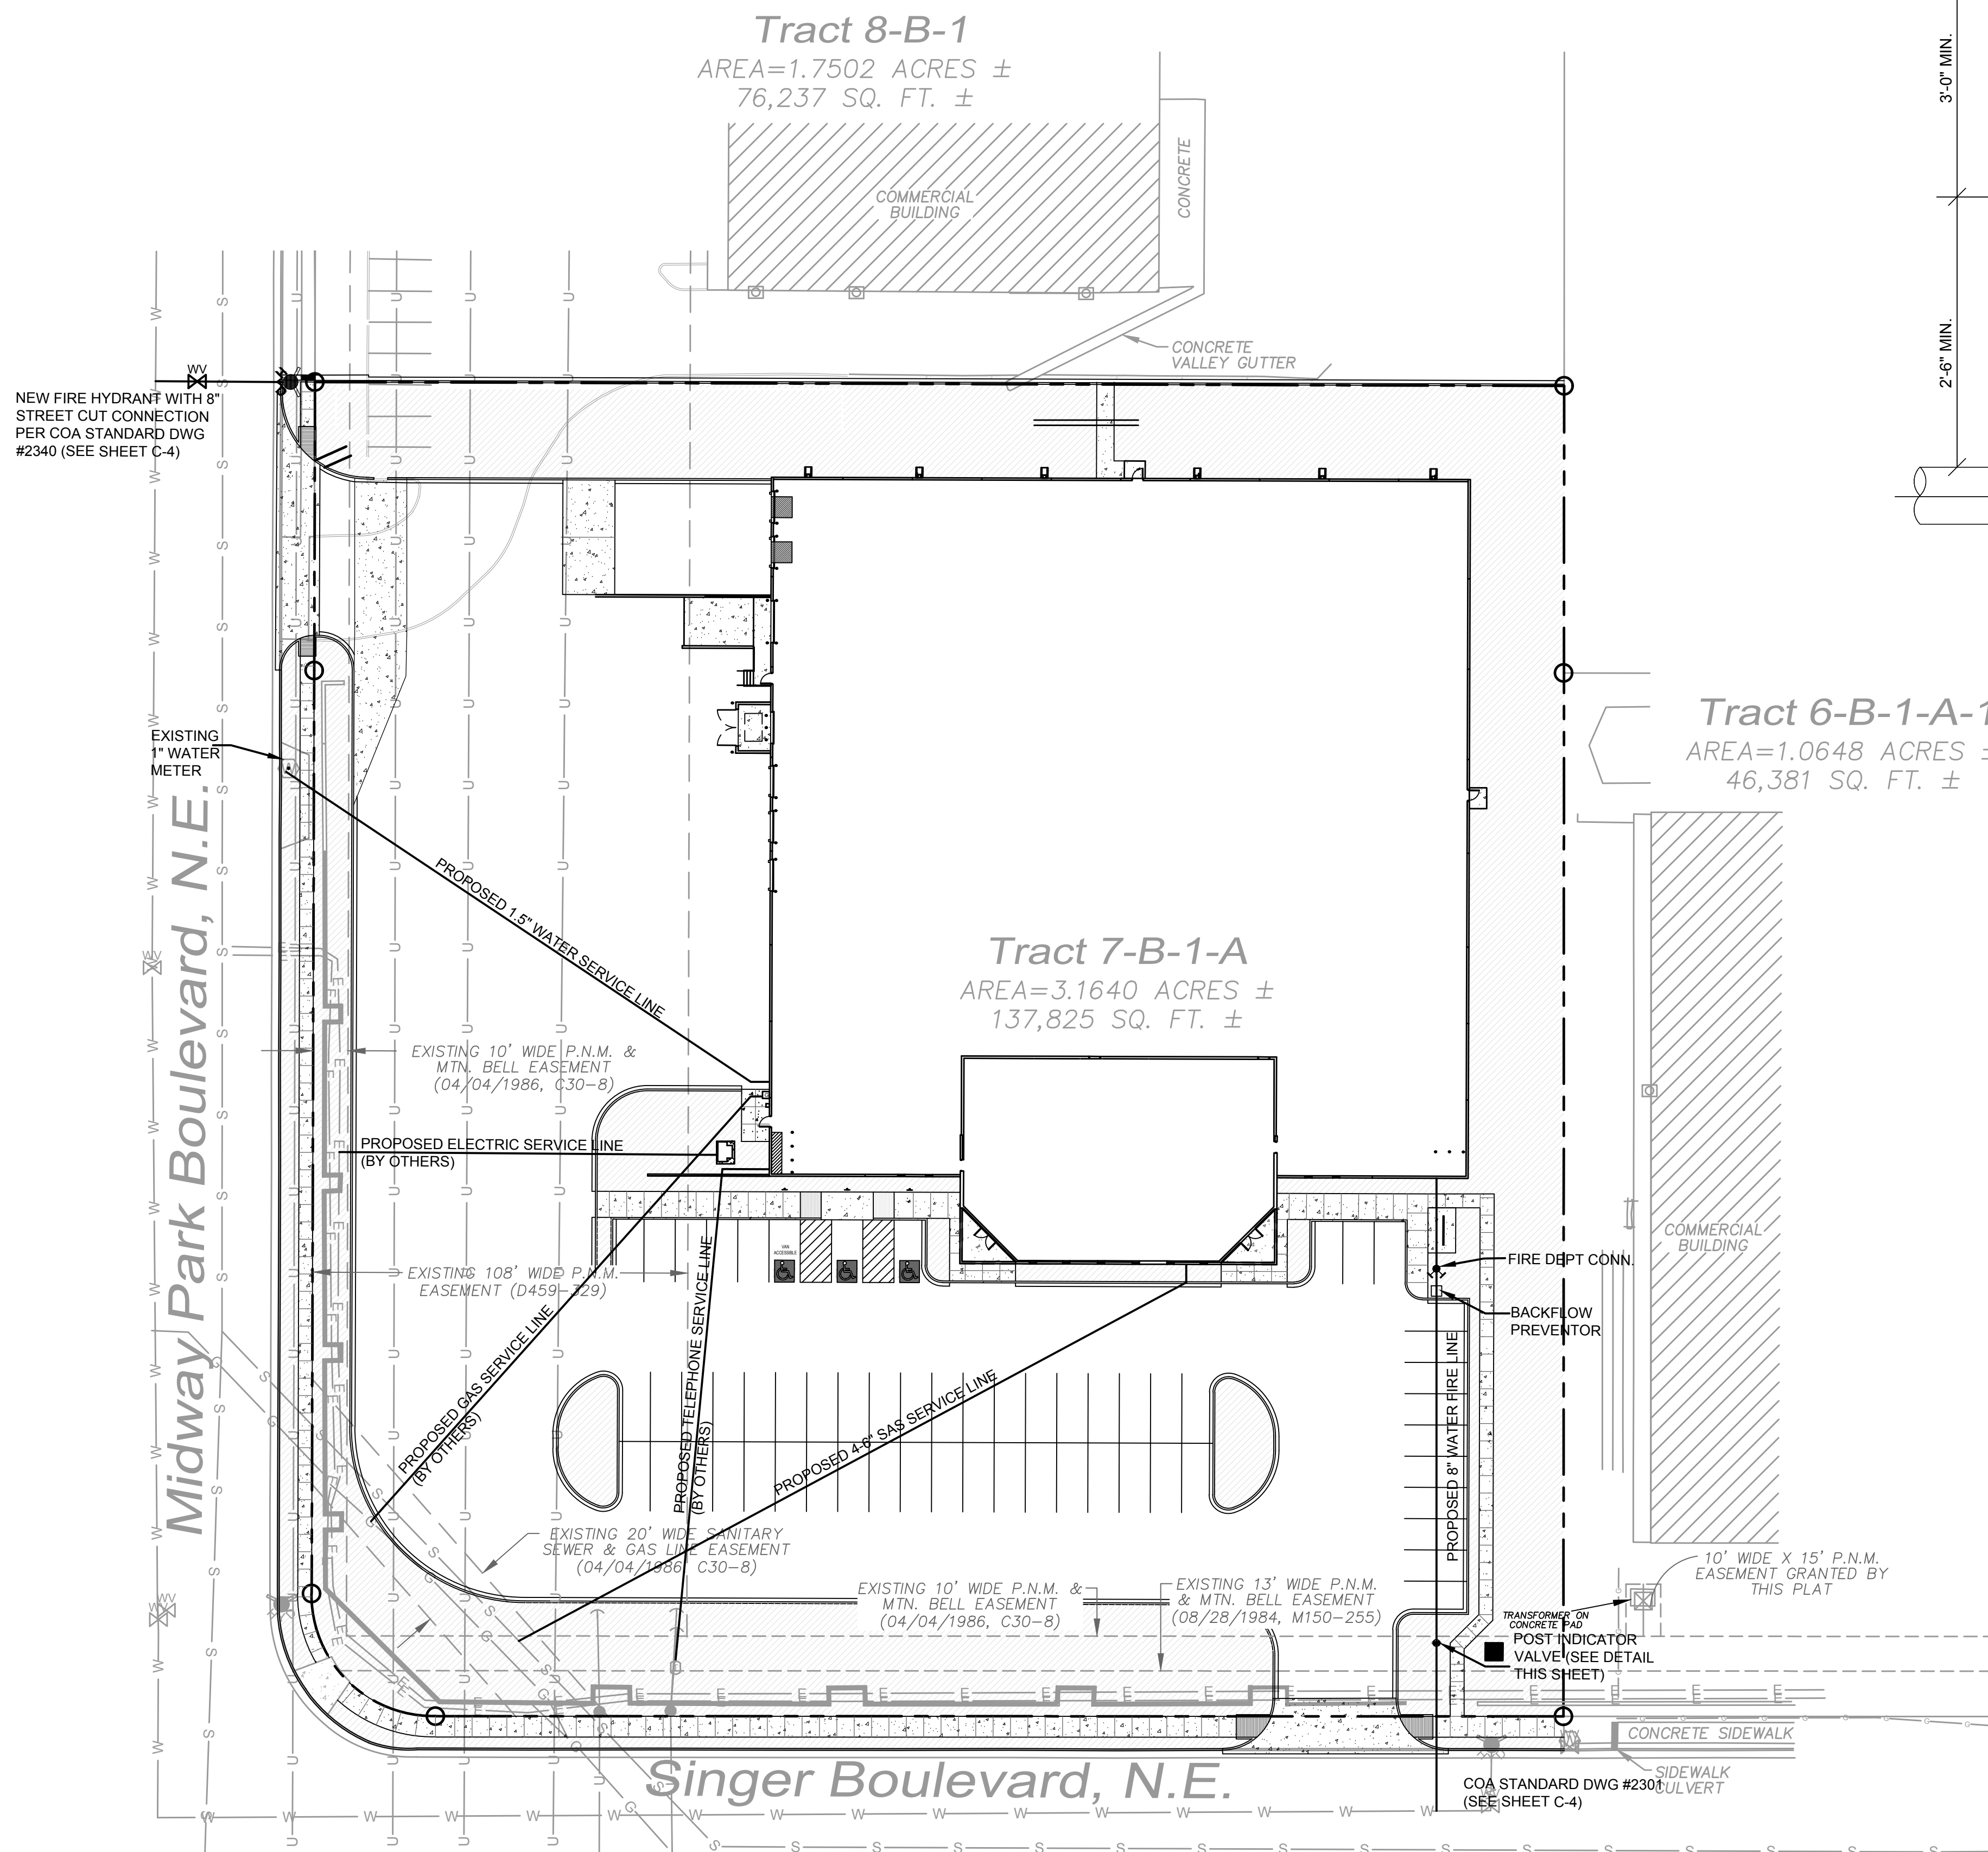 Tract 8-B-1
AREA=1.7502 ACRES ±
76,237 SQ. FT. ±
3'-0" MIN.
2'-6" MIN.
CONCRETE
COMMERCIAL
BUILDING
CONCRETE
VALLEY GUTTER
WV
NEW FIRE HYDRANT WITH 8"
STREET CUT CONNECTION
PER COA STANDARD DWG
#2340 (SEE SHEET C-4)
EXISTING
1" WATER
METER
Midway Park Boulevard, N.E.
PROPOSED 1.5" WATER SERVICE LINE
Tract 7-B-1-A
AREA=3.1640 ACRES ±
137,825 SQ. FT. ±
Tract 6-B-1-A-1
AREA=1.0648 ACRES ±
46,381 SQ. FT. ±
WV
EXISTING 10' WIDE P.N.M. &
MTN. BELL EASEMENT
(04/04/1986, C30-8)
PROPOSED ELECTRIC SERVICE LINE
(BY OTHERS)
VAN
ACCESSIBLE
EXISTING 108' WIDE P.N.M.
EASEMENT (D459-329)
PROPOSED GAS SERVICE LINE
(BY OTHERS)
PROPOSED TELEPHONE SERVICE LINE
(BY OTHERS)
PROPOSED 4-6" SAS SERVICE LINE
COMMERCIAL
BUILDING
FIRE DEPT CONN.
BACKFLOW
PREVENTOR
PROPOSED 8" WATER FIRE LINE
EXISTING 20' WIDE SANITARY
SEWER & GAS LINE EASEMENT
(04/04/1986, C30-8)
EXISTING 10' WIDE P.N.M. &
MTN. BELL EASEMENT
(04/04/1986, C30-8)
EXISTING 13' WIDE P.N.M.
& MTN. BELL EASEMENT
(08/28/1984, M150-255)
10' WIDE X 15' P.N.M.
EASEMENT GRANTED BY
THIS PLAT
TRANSFORMER ON
CONCRETE PAD
POST INDICATOR
VALVE (SEE DETAIL
THIS SHEET)
CONCRETE SIDEWALK
SIDEWALK
CULVERT
Singer Boulevard, N.E.
COA STANDARD DWG #2301
(SEE SHEET C-4)